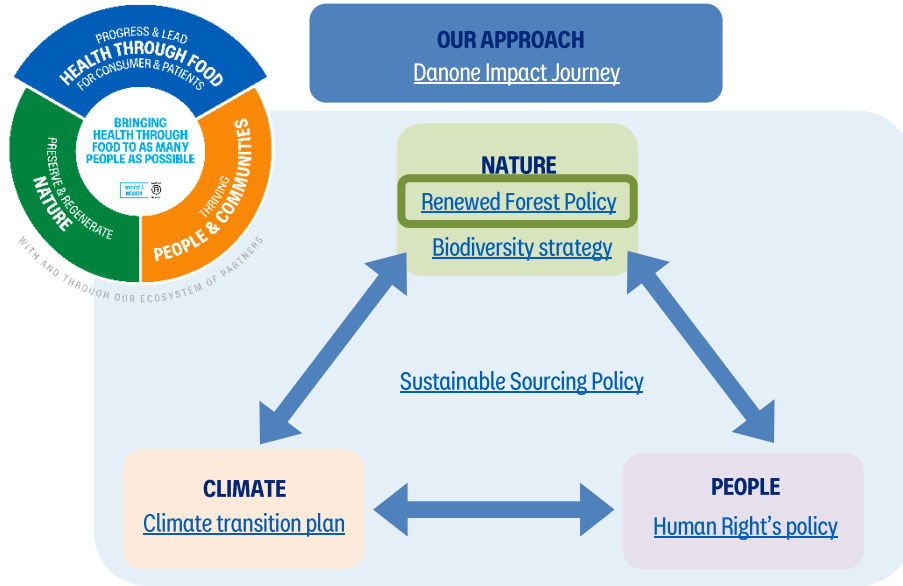 PROGRESS & LEAD
HEALTH THROUGH FOOD
FOR CONSUMER & PATIENTS
BRINGING
HEALTH THROUGH
FOOD TO AS MANY
PEOPLE AS POSSIBLE
PRESERVE & REGENERATE
NATURE
THRIVING
PEOPLE & COMMUNITIES
WITH AND THROUGH OUR ECOSYSTEM OF PARTNERS
OUR APPROACH
Danone Impact Journey
NATURE
Renewed Forest Policy
Biodiversity strategy
Sustainable Sourcing Policy
CLIMATE
Climate transition plan
PEOPLE
Human Right's policy